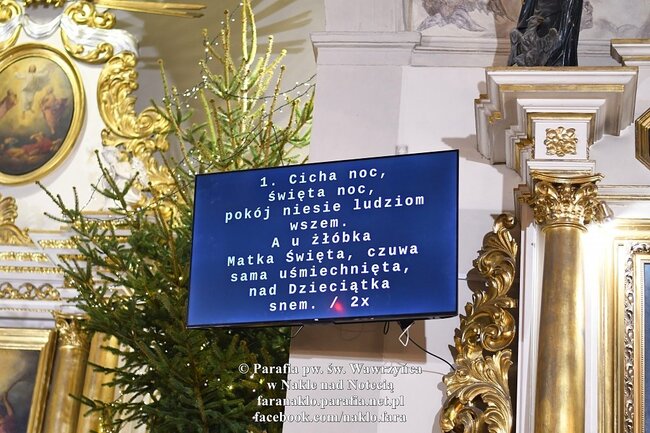 1. Cicha noc,
święta noc,
pokój niesie ludziom
wszem.
A u żłóbka
Matka Święta, czuwa
sama uśmiechnięta,
nad Dzieciątka
snem. / 2x
© Parafia pw. św. Wawrzyńca
w Nakle nad Notecią
faranaklo.parafia.net.pl
facebook.com/naklo.fara